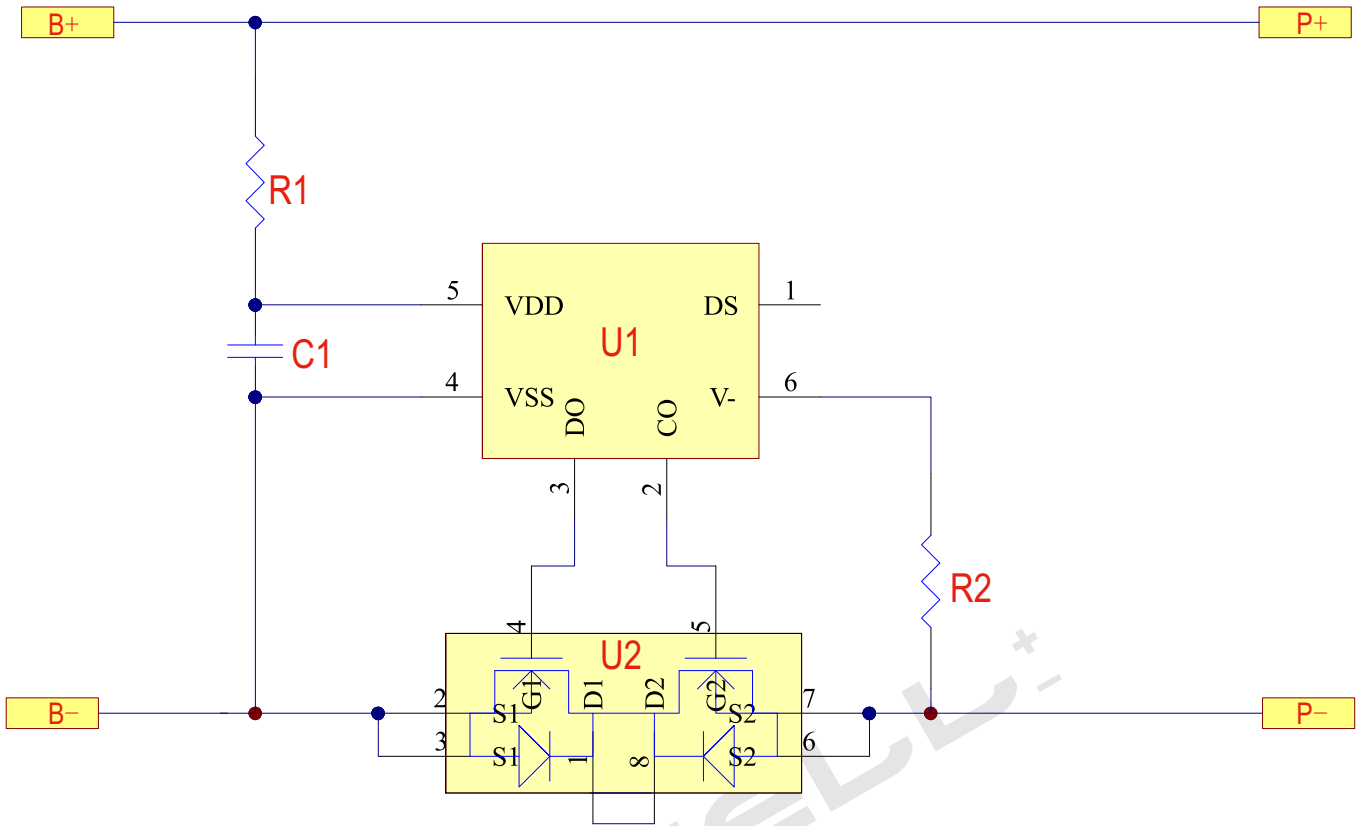 B+
P+
R1
5
VDD
DS
1
U1
C1
4
VSS
V-
6
DO
CO
3
2
R2
4
5
U2
G1
D1
D2
G2
2
S1
S2
7
B−
P−
3
S1
1
8
S2
6
ELL
+
−